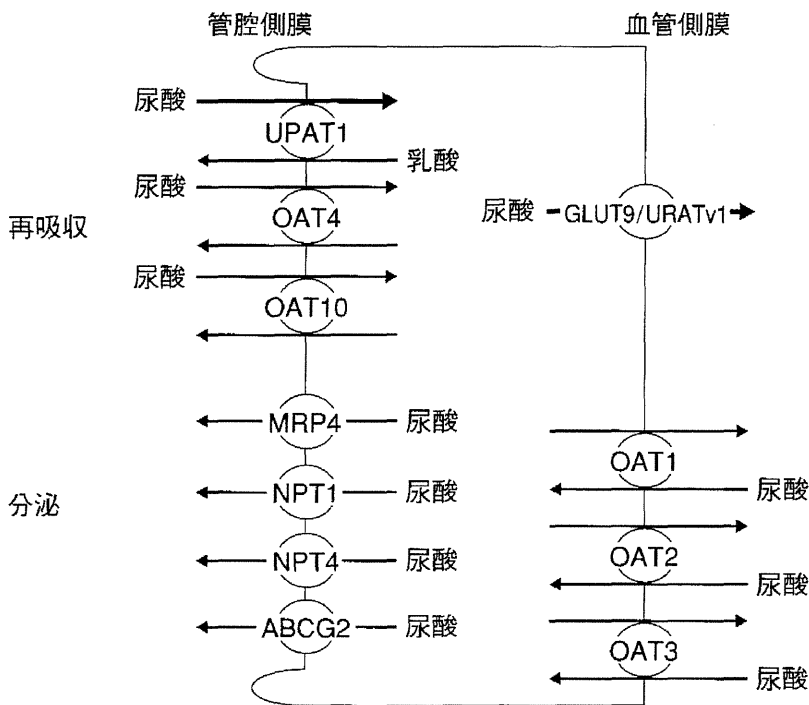 管腔側膜
血管側膜
尿酸
UPAT1
乳酸
尿酸
OAT4
尿酸
GLUT9/URATv1
再吸収
尿酸
OAT10
MRP4
尿酸
OAT1
分泌
NPT1
尿酸
尿酸
NPT4
尿酸
OAT2
尿酸
ABCG2
尿酸
OAT3
尿酸